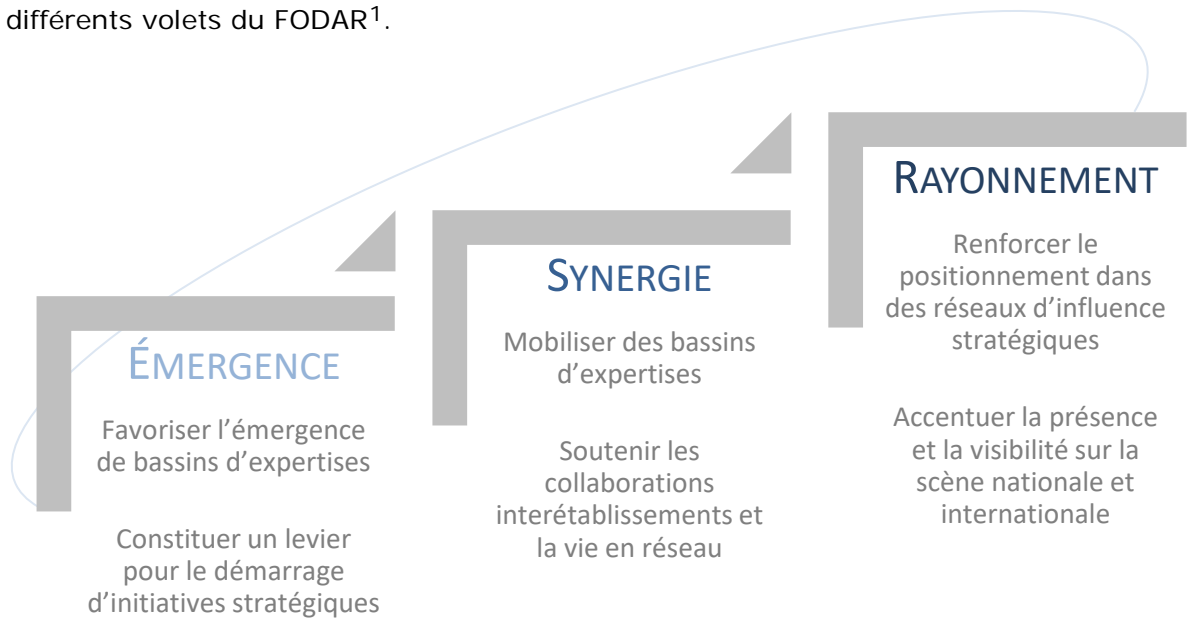 différents volets du FODAR1.
ÉMERGENCE
Favoriser l’émergence
de bassins d’expertises
Constituer un levier
pour le démarrage
d’initiatives stratégiques
SYNERGIE
Mobiliser des bassins
d’expertises
Soutenir les
collaborations
interétablissements et
la vie en réseau
RAYONNEMENT
Renforcer le
positionnement dans
des réseaux d’influence
stratégiques
Accentuer la présence
et la visibilité sur la
scène nationale et
internationale